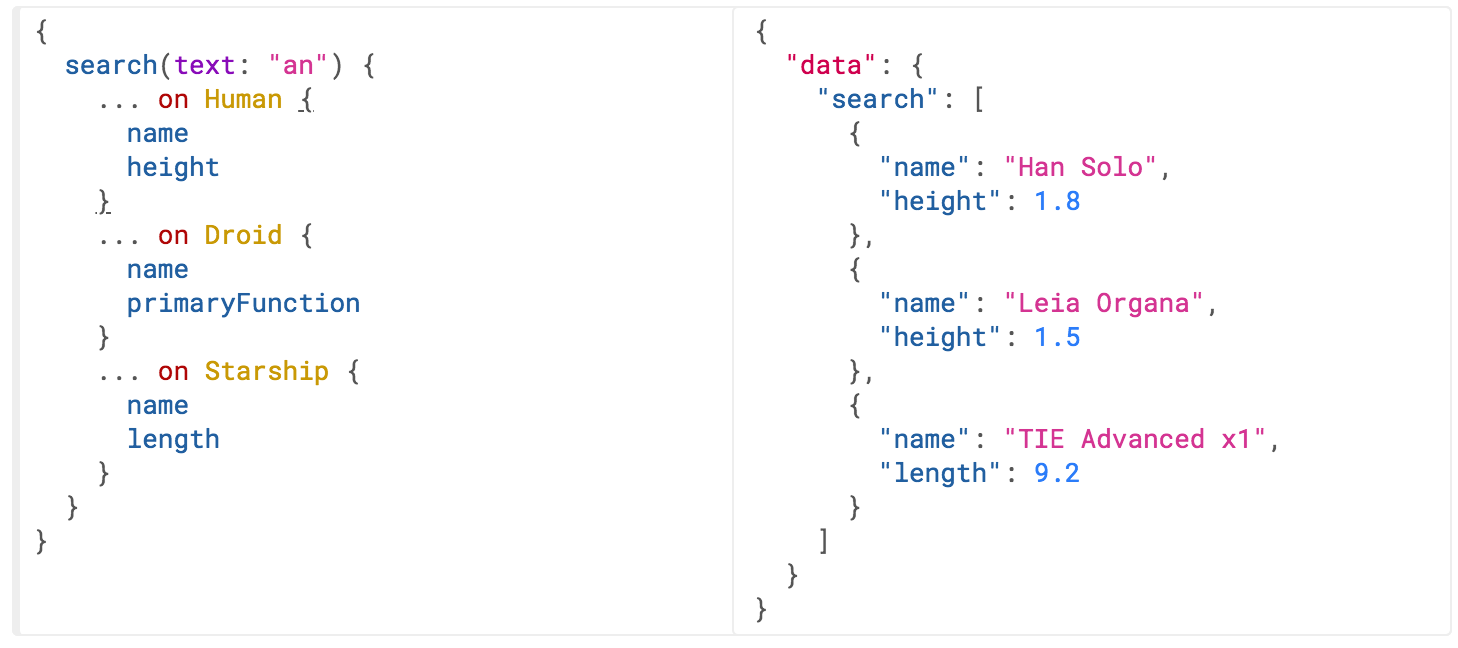 {
  search(text: "an") {
    ... on Human {
      name
      height
    }
    ... on Droid {
      name
      primaryFunction
    }
    ... on Starship {
      name
      length
    }
  }
}
{
  "data": {
    "search": [
      {
        "name": "Han Solo",
        "height": 1.8
      },
      {
        "name": "Leia Organa",
        "height": 1.5
      },
      {
        "name": "TIE Advanced x1",
        "length": 9.2
      }
    ]
  }
}